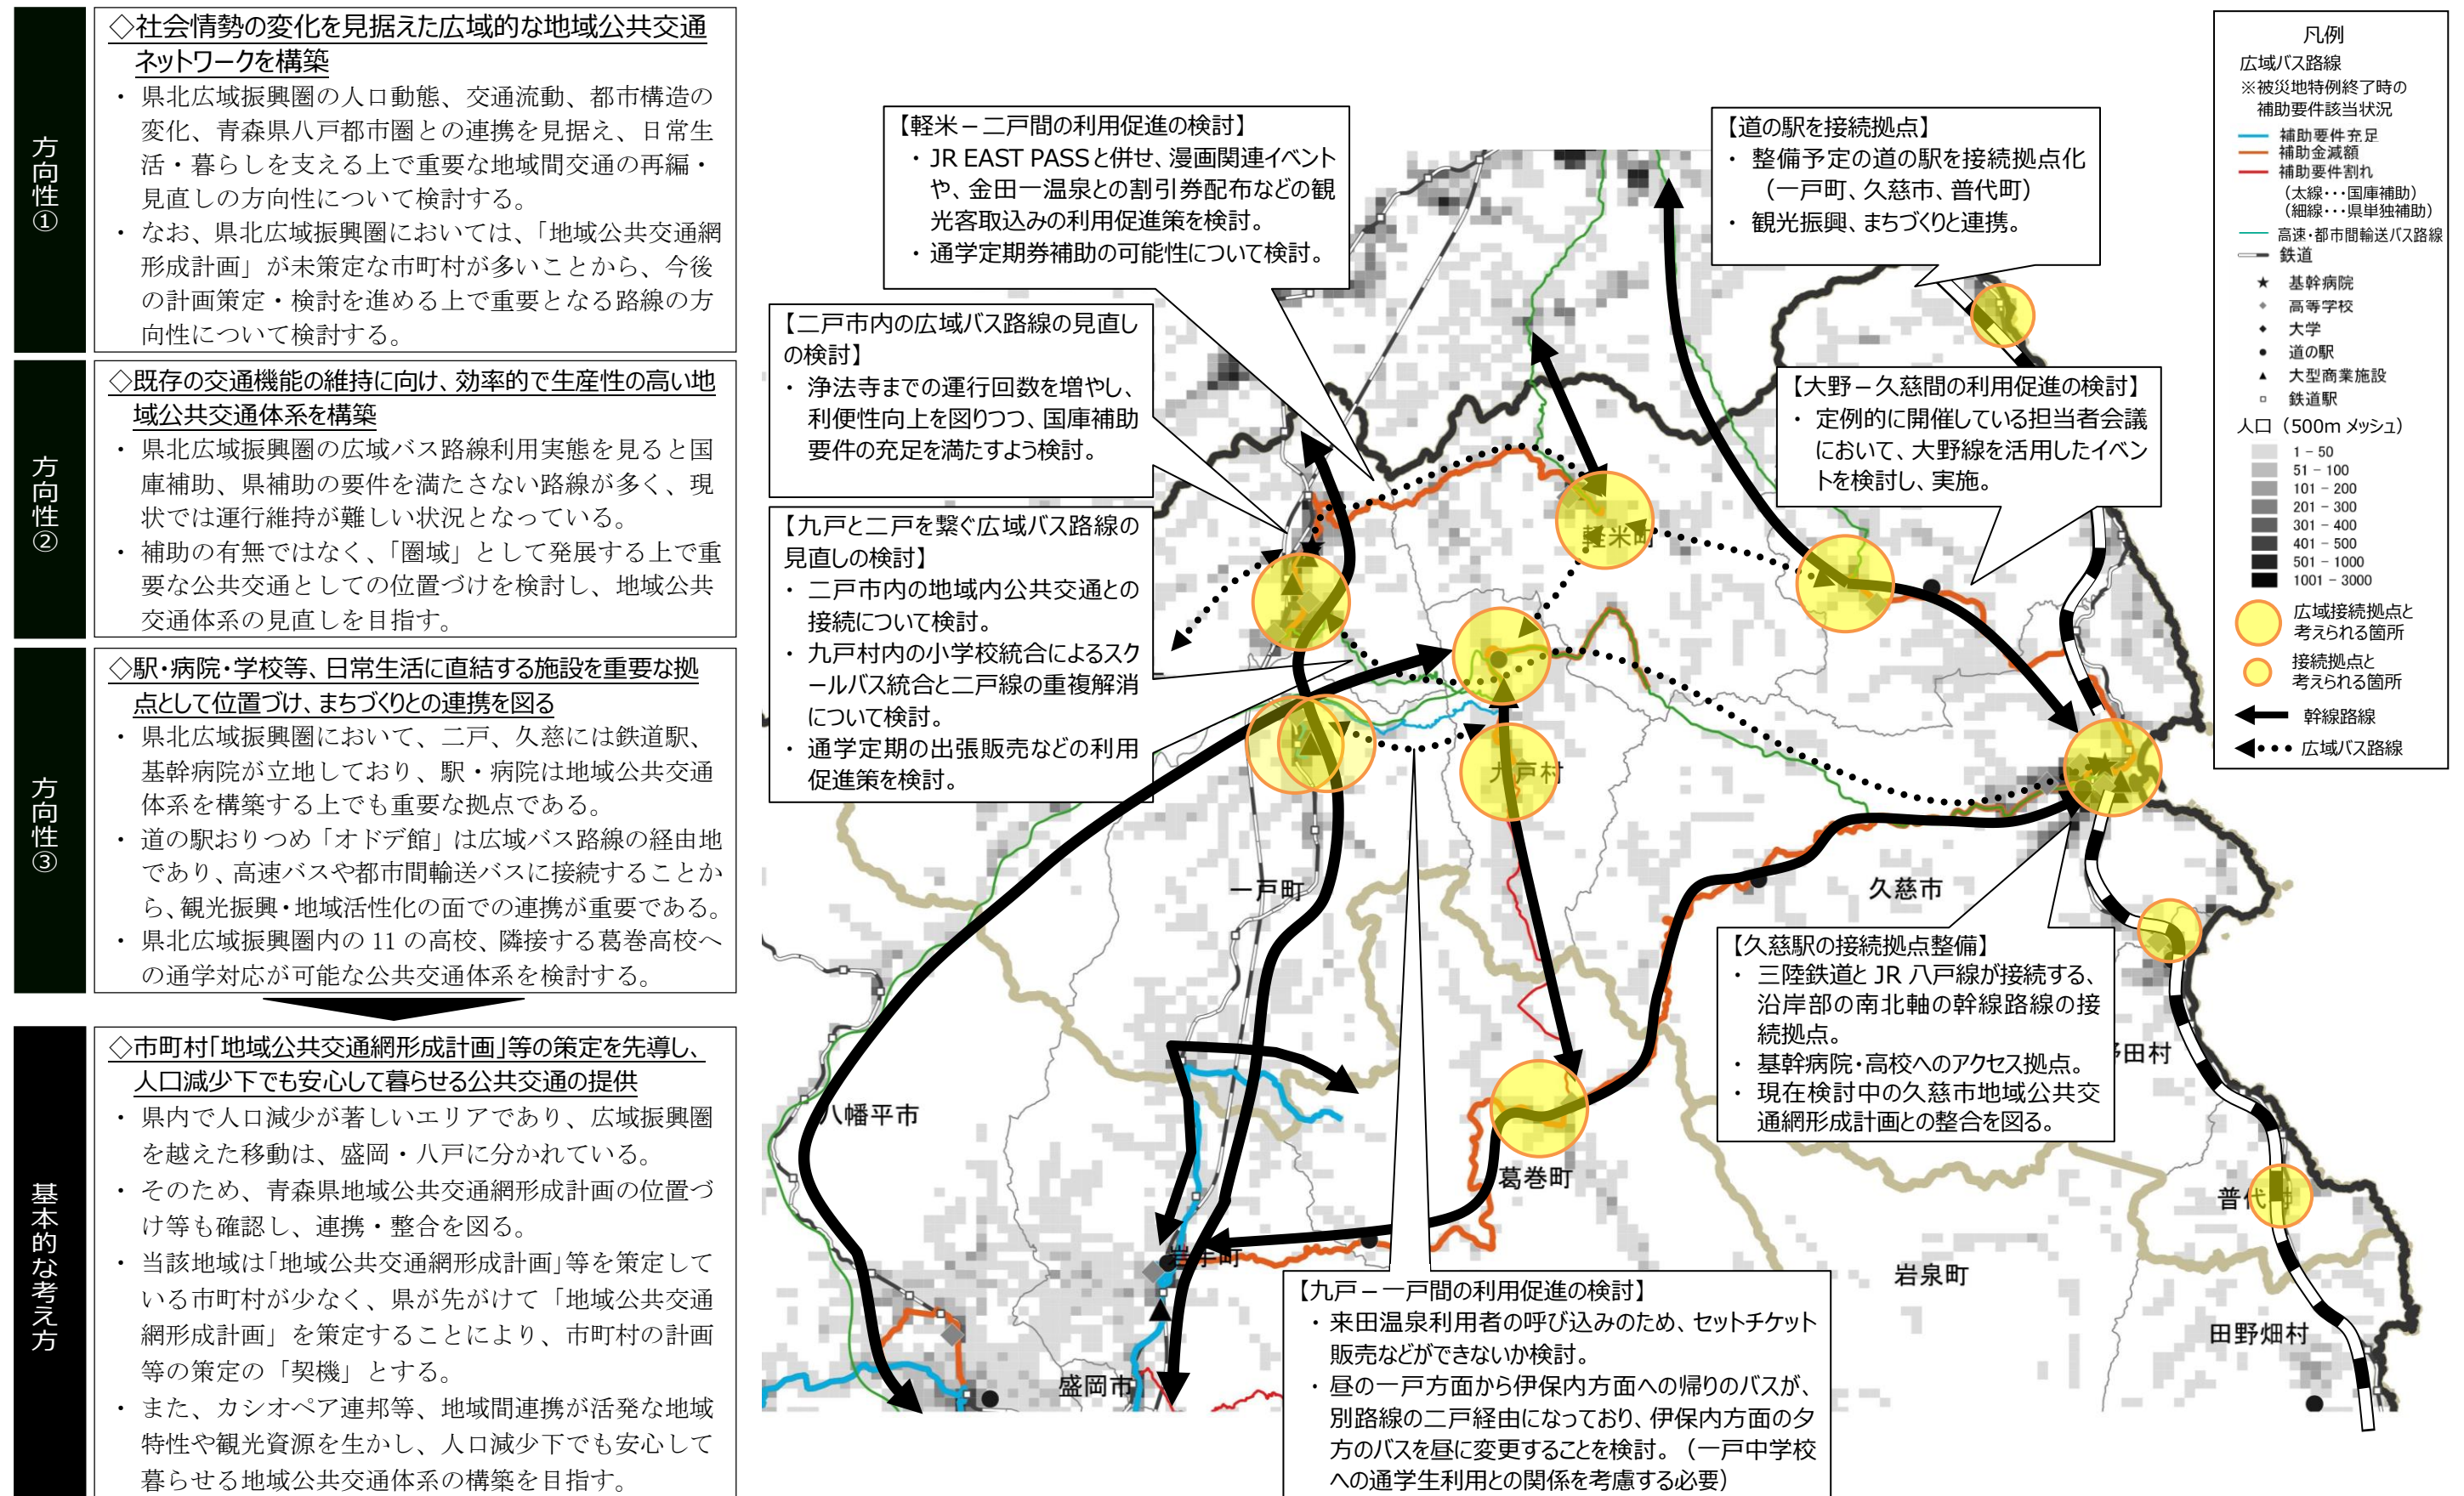 方向性①
◇社会情勢の変化を見据えた広域的な地域公共交通
ネットワークを構築
・ 県北広域振興圏の人口動態、交通流動、都市構造の
変化、青森県八戸都市圏との連携を見据え、日常生
活・暮らしを支える上で重要な地域間交通の再編・
見直しの方向性について検討する。
・ なお、県北広域振興圏においては、「地域公共交通網
形成計画」が未策定な市町村が多いことから、今後
の計画策定・検討を進める上で重要となる路線の方
向性について検討する。
方向性②
◇既存の交通機能の維持に向け、効率的で生産性の高い地
域公共交通体系を構築
・ 県北広域振興圏の広域バス路線利用実態を見ると国
庫補助、県補助の要件を満たさない路線が多く、現
状では運行維持が難しい状況となっている。
・ 補助の有無ではなく、「圏域」として発展する上で重
要な公共交通としての位置づけを検討し、地域公共
交通体系の見直しを目指す。
方向性③
◇駅・病院・学校等、日常生活に直結する施設を重要な拠
点として位置づけ、まちづくりとの連携を図る
・ 県北広域振興圏において、二戸、久慈には鉄道駅、
基幹病院が立地しており、駅・病院は地域公共交通
体系を構築する上でも重要な拠点である。
・ 道の駅おりつめ「オドデ館」は広域バス路線の経由地
であり、高速バスや都市間輸送バスに接続することか
ら、観光振興・地域活性化の面での連携が重要である。
・ 県北広域振興圏内の 11 の高校、隣接する葛巻高校へ
の通学対応が可能な公共交通体系を検討する。
基本的な考え方
◇市町村「地域公共交通網形成計画」等の策定を先導し、
人口減少下でも安心して暮らせる公共交通の提供
・ 県内で人口減少が著しいエリアであり、広域振興圏
を越えた移動は、盛岡・八戸に分かれている。
・ そのため、青森県地域公共交通網形成計画の位置づ
け等も確認し、連携・整合を図る。
・ 当該地域は「地域公共交通網形成計画」等を策定して
いる市町村が少なく、県が先がけて「地域公共交通
網形成計画」を策定することにより、市町村の計画
等の策定の「契機」とする。
・ また、カシオペア連邦等、地域間連携が活発な地域
特性や観光資源を生かし、人口減少下でも安心して
暮らせる地域公共交通体系の構築を目指す。
【軽米－二戸間の利用促進の検討】
・ JR EAST PASSと併せ、漫画関連イベント
や、金田一温泉との割引券配布などの観
光客取込みの利用促進策を検討。
・ 通学定期券補助の可能性について検討。
【二戸市内の広域バス路線の見直し
の検討】
・ 浄法寺までの運行回数を増やし、
利便性向上を図りつつ、国庫補助
要件の充足を満たすよう検討。
【九戸と二戸を繋ぐ広域バス路線の
見直しの検討】
・ 二戸市内の地域内公共交通との
接続について検討。
・ 九戸村内の小学校統合によるスク
ールバス統合と二戸線の重複解消
について検討。
・ 通学定期の出張販売などの利用
促進策を検討。
【道の駅を接続拠点】
・ 整備予定の道の駅を接続拠点化
（一戸町、久慈市、普代町）
・ 観光振興、まちづくりと連携。
【大野－久慈間の利用促進の検討】
・ 定例的に開催している担当者会議
において、大野線を活用したイベン
トを検討し、実施。
【久慈駅の接続拠点整備】
・ 三陸鉄道と JR 八戸線が接続する、
沿岸部の南北軸の幹線路線の接
続拠点。
・ 基幹病院・高校へのアクセス拠点。
・ 現在検討中の久慈市地域公共交
通網形成計画との整合を図る。
【九戸－一戸間の利用促進の検討】
・ 来田温泉利用者の呼び込みのため、セットチケット
販売などができないか検討。
・ 昼の一戸方面から伊保内方面への帰りのバスが、
別路線の二戸経由になっており、伊保内方面の夕
方のバスを昼に変更することを検討。（一戸中学校
への通学生利用との関係を考慮する必要）
軽米町
九戸村
一戸町
久慈市
八幡平市
葛巻町
岩手町
盛岡市
野田村
普代村
岩泉町
田野畑村
凡例
広域バス路線
※被災地特例終了時の
補助要件該当状況
補助要件充足
補助金減額
補助要件割れ
（太線・・・国庫補助）
（細線・・・県単独補助）
高速・都市間輸送バス路線
鉄道
基幹病院
高等学校
大学
道の駅
大型商業施設
鉄道駅
人口（500m メッシュ）
1 - 50
51 - 100
101 - 200
201 - 300
301 - 400
401 - 500
501 - 1000
1001 - 3000
広域接続拠点と
考えられる箇所
接続拠点と
考えられる箇所
幹線路線
広域バス路線